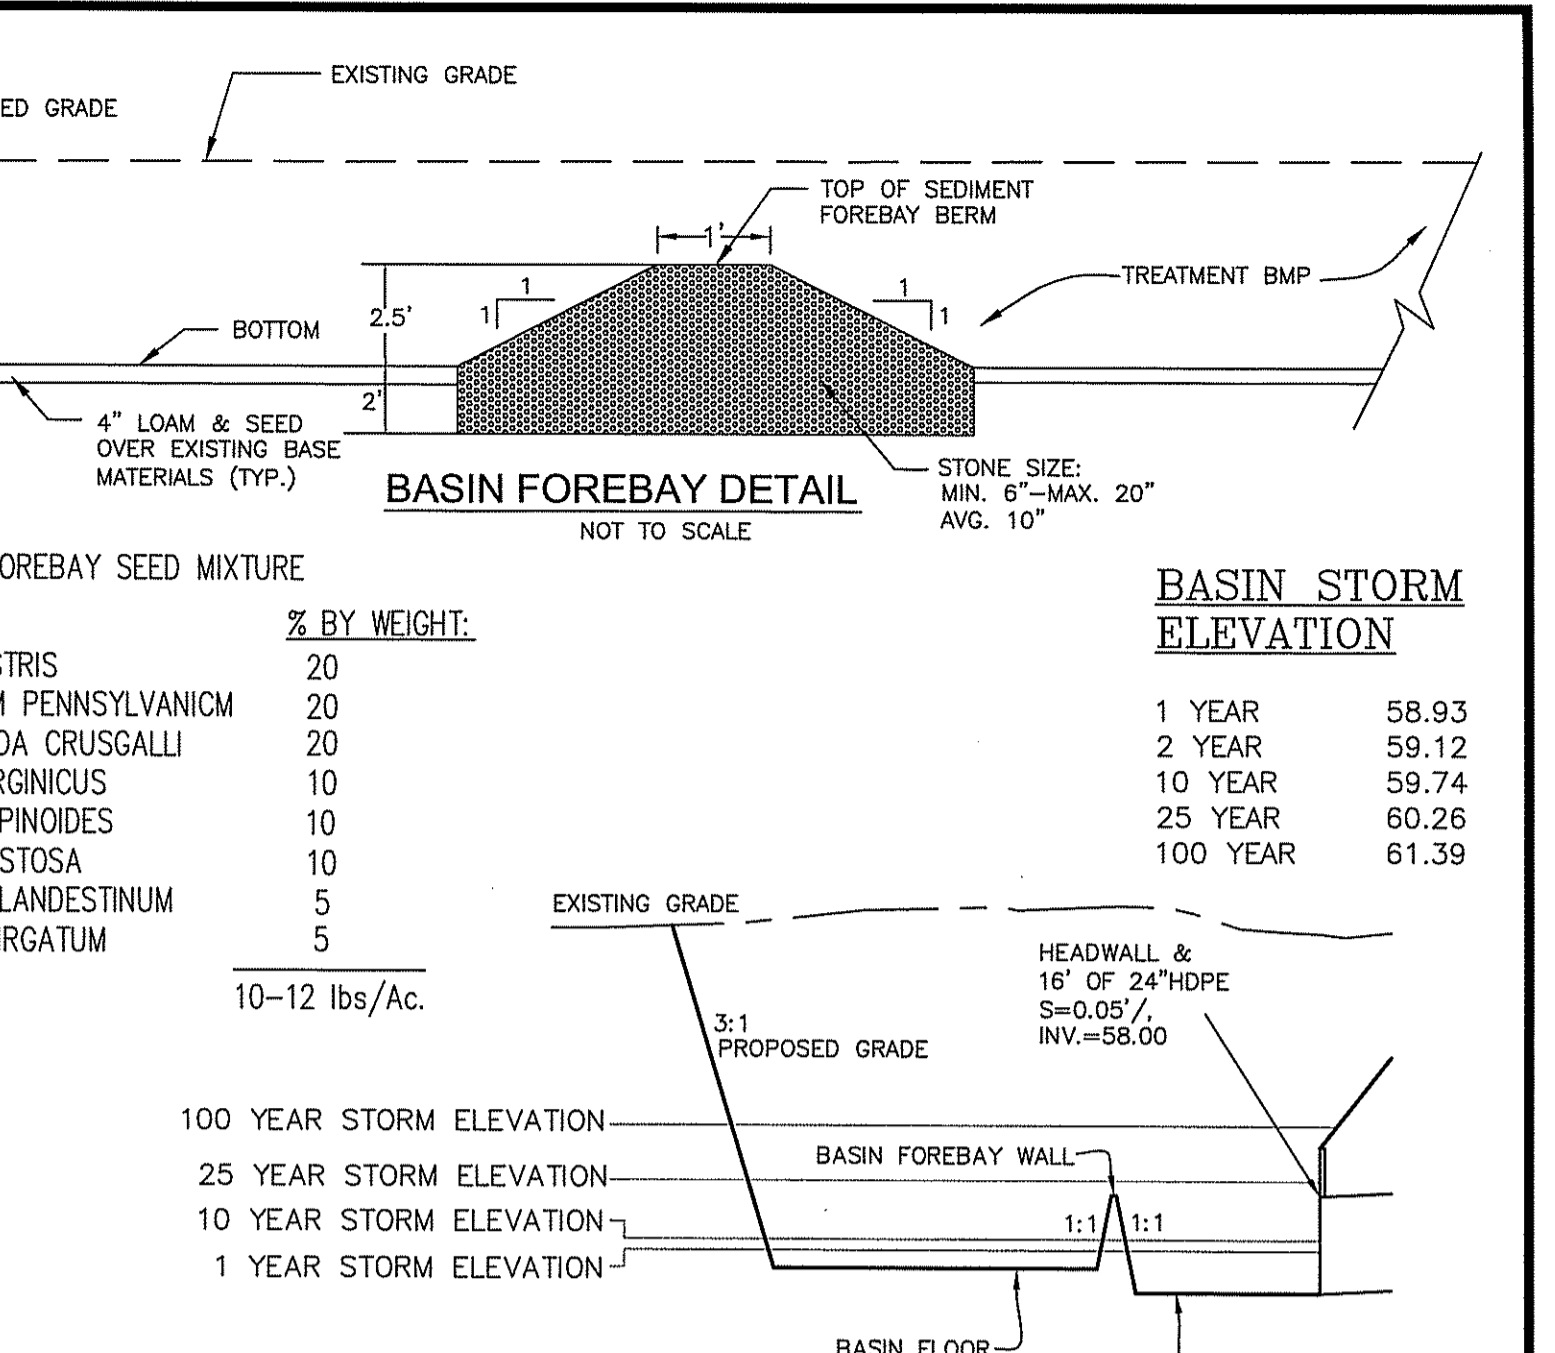 EXISTING GRADE
ED GRADE
TOP OF SEDIMENT
FOREBAY BERM
1'
TREATMENT BMP
1
1
1
1
2.5'
BOTTOM
2'
4" LOAM & SEED
OVER EXISTING BASE
MATERIALS (TYP.)
BASIN FOREBAY DETAIL
NOT TO SCALE
STONE SIZE:
MIN. 6"-MAX. 20"
AVG. 10"
OREBAY SEED MIXTURE
% BY WEIGHT:
STRIS 20
M PENNSYLVANICM 20
OA CRUSGALLI 20
RGINICUS 10
PINOIDES 10
STOSA 10
LANDESTINUM 5
IRGATUM 5
10-12 lbs/Ac.
BASIN STORM
ELEVATION
1 YEAR 58.93
2 YEAR 59.12
10 YEAR 59.74
25 YEAR 60.26
100 YEAR 61.39
EXISTING GRADE
HEADWALL &
16' OF 24"HDPE
S=0.05'/,
INV.=58.00
3:1
PROPOSED GRADE
100 YEAR STORM ELEVATION
BASIN FOREBAY WALL
25 YEAR STORM ELEVATION
10 YEAR STORM ELEVATION
1:1 1:1
1 YEAR STORM ELEVATION
BASIN FLOOR